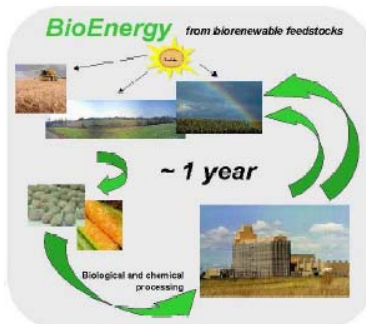 BioEnergy from biorenewable feedstocks
~ 1 year
Biological and chemical
processing